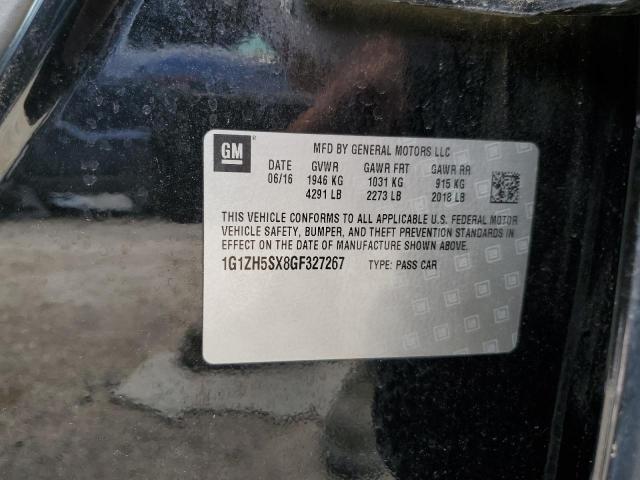 GM ®
MFD BY GENERAL MOTORS LLC
DATE GVWR GAWR FRT GAWR RR
06/16 1946 KG 1031 KG 915 KG
4291 LB 2273 LB 2018 LB
THIS VEHICLE CONFORMS TO ALL APPLICABLE U.S. FEDERAL MOTOR
VEHICLE SAFETY, BUMPER, AND THEFT PREVENTION STANDARDS IN
EFFECT ON THE DATE OF MANUFACTURE SHOWN ABOVE.
1G1ZH5SX8GF327267 TYPE: PASS CAR